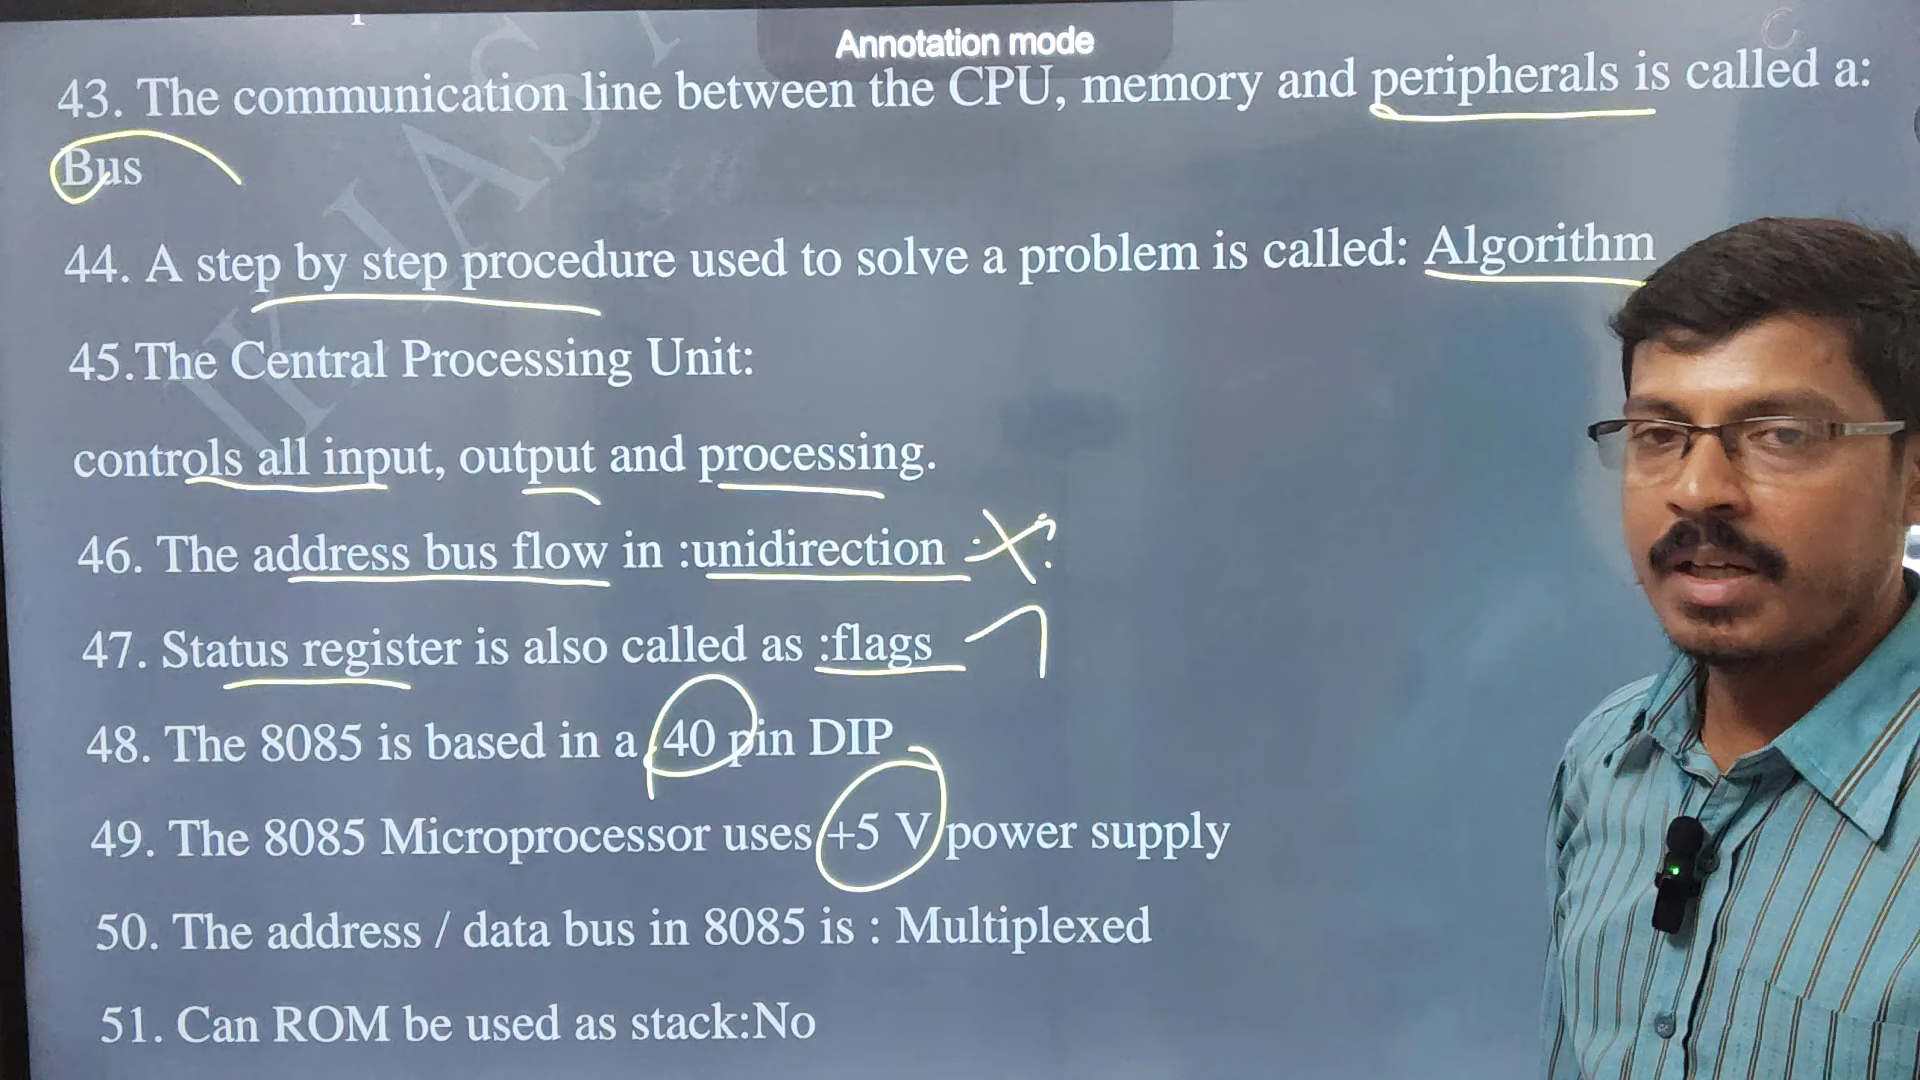 Annotation mode
43. The communication line between the CPU, memory and peripherals is called a:
Bus
44. A step by step procedure used to solve a problem is called: Algorithm
45.The Central Processing Unit:
controls all input, output and processing.
46. The address bus flow in :unidirection
47. Status register is also called as :flags
48. The 8085 is based in a 40 pin DIP
49. The 8085 Microprocessor uses +5 V power supply
50. The address / data bus in 8085 is : Multiplexed
51. Can ROM be used as stack:No